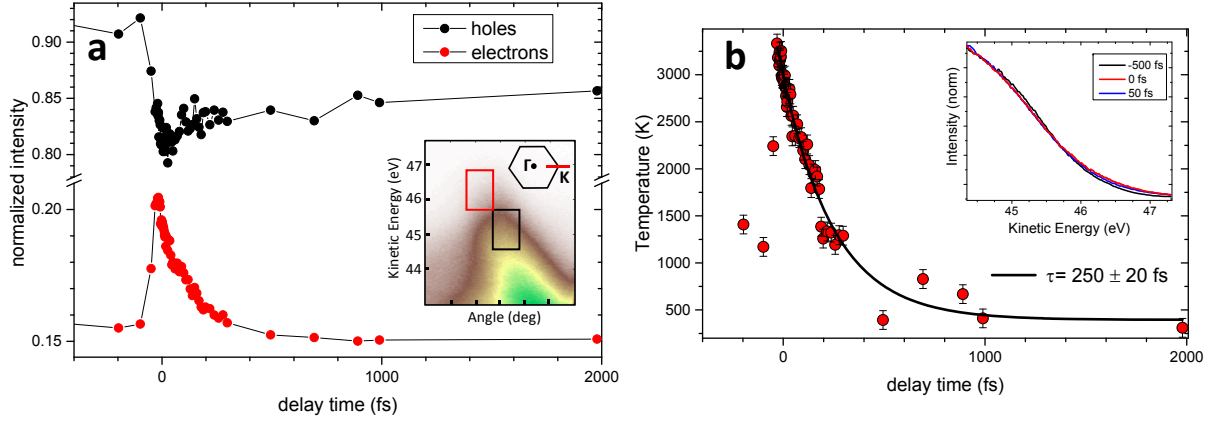 a
holes
electrons
normalized intensity
0.90
0.85
0.80
0.20
0.15
0
1000
2000
delay time (fs)
Kinetic Energy (eV)
47
46
45
44
Angle (deg)
Γ
K
b
Temperature (K)
3000
2500
2000
1500
1000
500
0
1000
2000
delay time (fs)
τ= 250 ± 20 fs
Intensity (norm)
-500 fs
0 fs
50 fs
45
46
47
Kinetic Energy (eV)